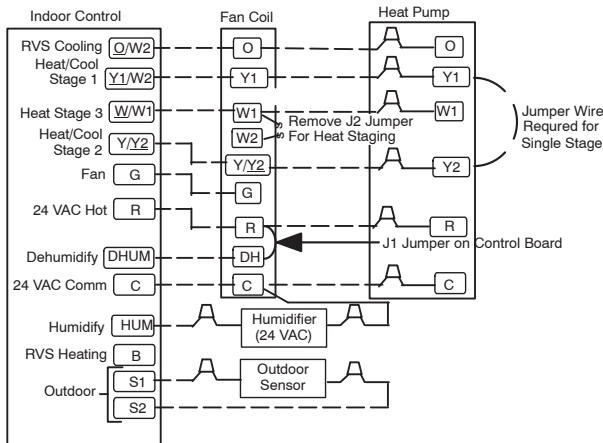 Indoor Control
Fan Coil
Heat Pump
RVS Cooling
O/W2
O
O
Heat/Cool
Stage 1
Y1/W2
Y1
Y1
Heat Stage 3
W/W1
W1
W1
Remove J2 Jumper
For Heat Staging
W2
Jumper Wire
Requred for
Single Stage
Heat/Cool
Stage 2
Y/Y2
Y/Y2
Y2
Fan
G
G
24 VAC Hot
R
R
R
J1 Jumper on Control Board
Dehumidify
DHUM
DH
24 VAC Comm
C
C
C
Humidify
HUM
Humidifier
(24 VAC)
RVS Heating
B
Outdoor
S1
S2
Outdoor
Sensor